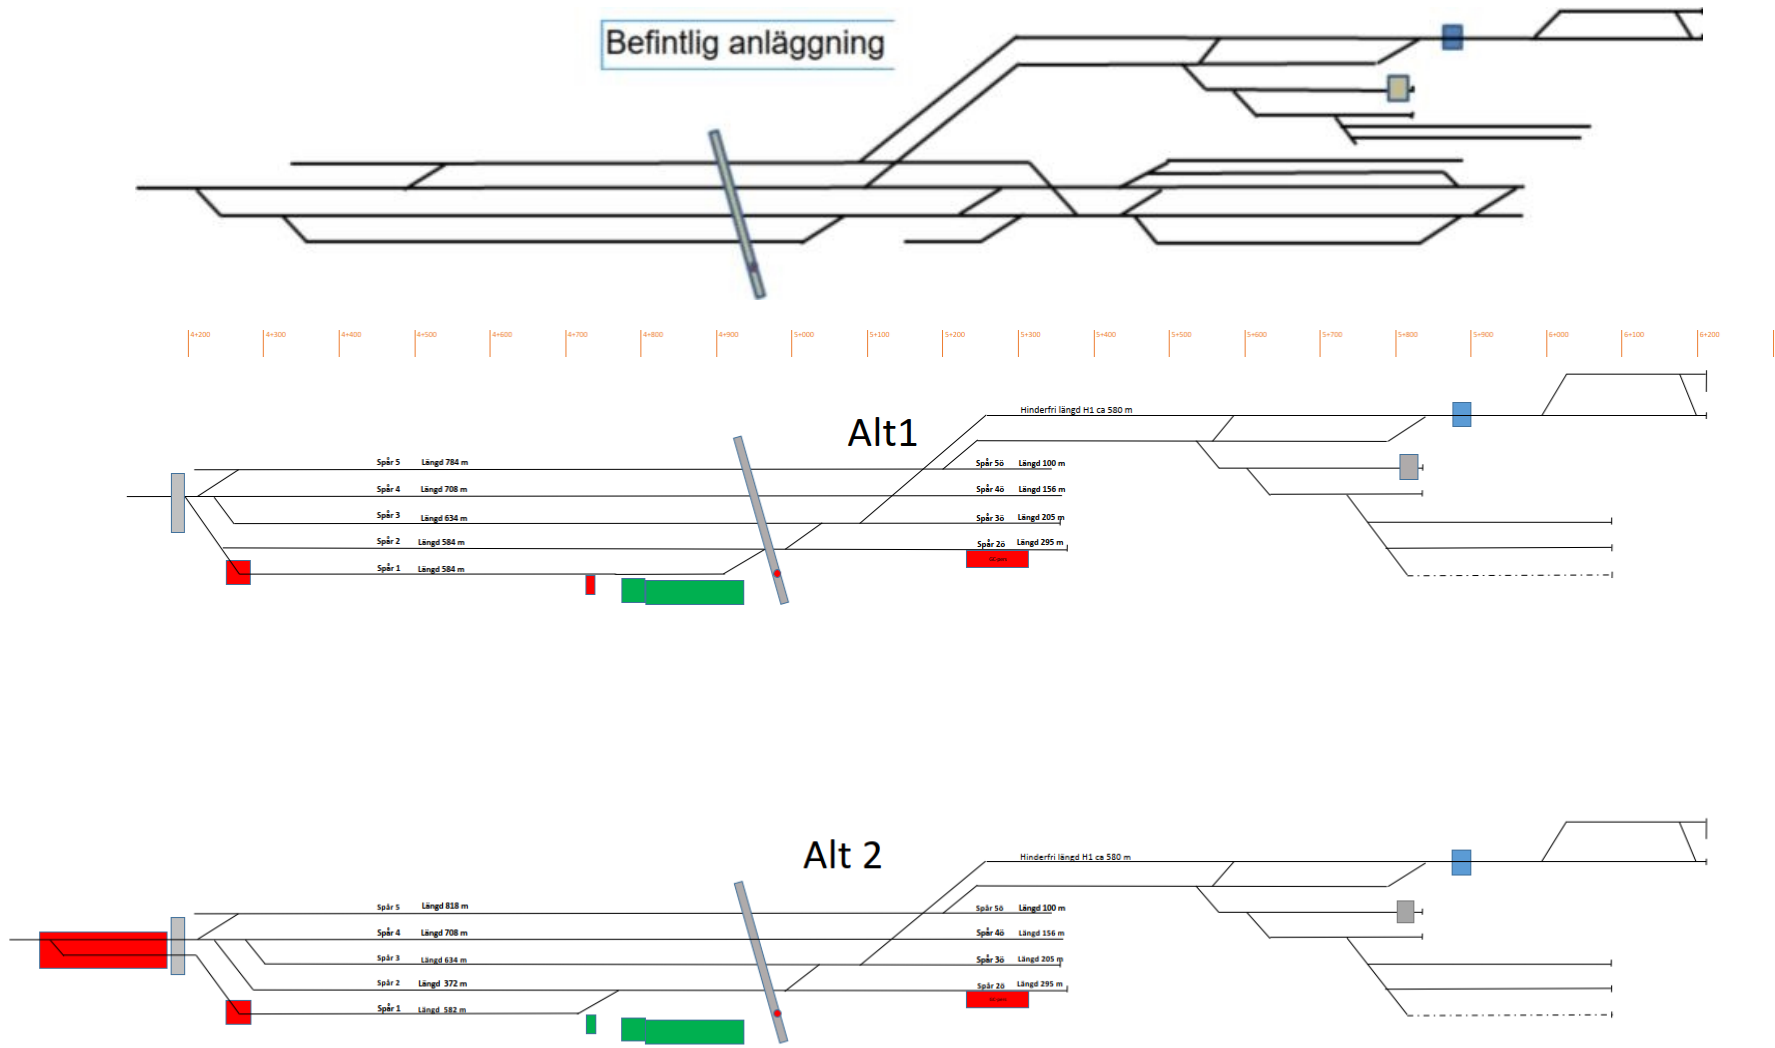 Befintlig anläggning
4+200 4+300 4+400 4+500 4+600 4+700 4+800 4+900 5+000 5+100 5+200 5+300 5+400 5+500 5+600 5+700 5+800 5+900 6+000 6+100 6+200
Alt1
Hinderfri längd H1 ca 580 m
Spår 5 Längd 784 m Spår 5ö Längd 100 m
Spår 4 Längd 708 m Spår 4ö Längd 156 m
Spår 3 Längd 634 m Spår 3ö Längd 205 m
Spår 2 Längd 584 m Spår 2ö Längd 295 m
Spår 1 Längd 584 m
Alt 2
Hinderfri längd H1 ca 580 m
Spår 5 Längd 818 m Spår 5ö Längd 100 m
Spår 4 Längd 708 m Spår 4ö Längd 156 m
Spår 3 Längd 634 m Spår 3ö Längd 205 m
Spår 2 Längd 372 m Spår 2ö Längd 295 m
Spår 1 Längd 582 m